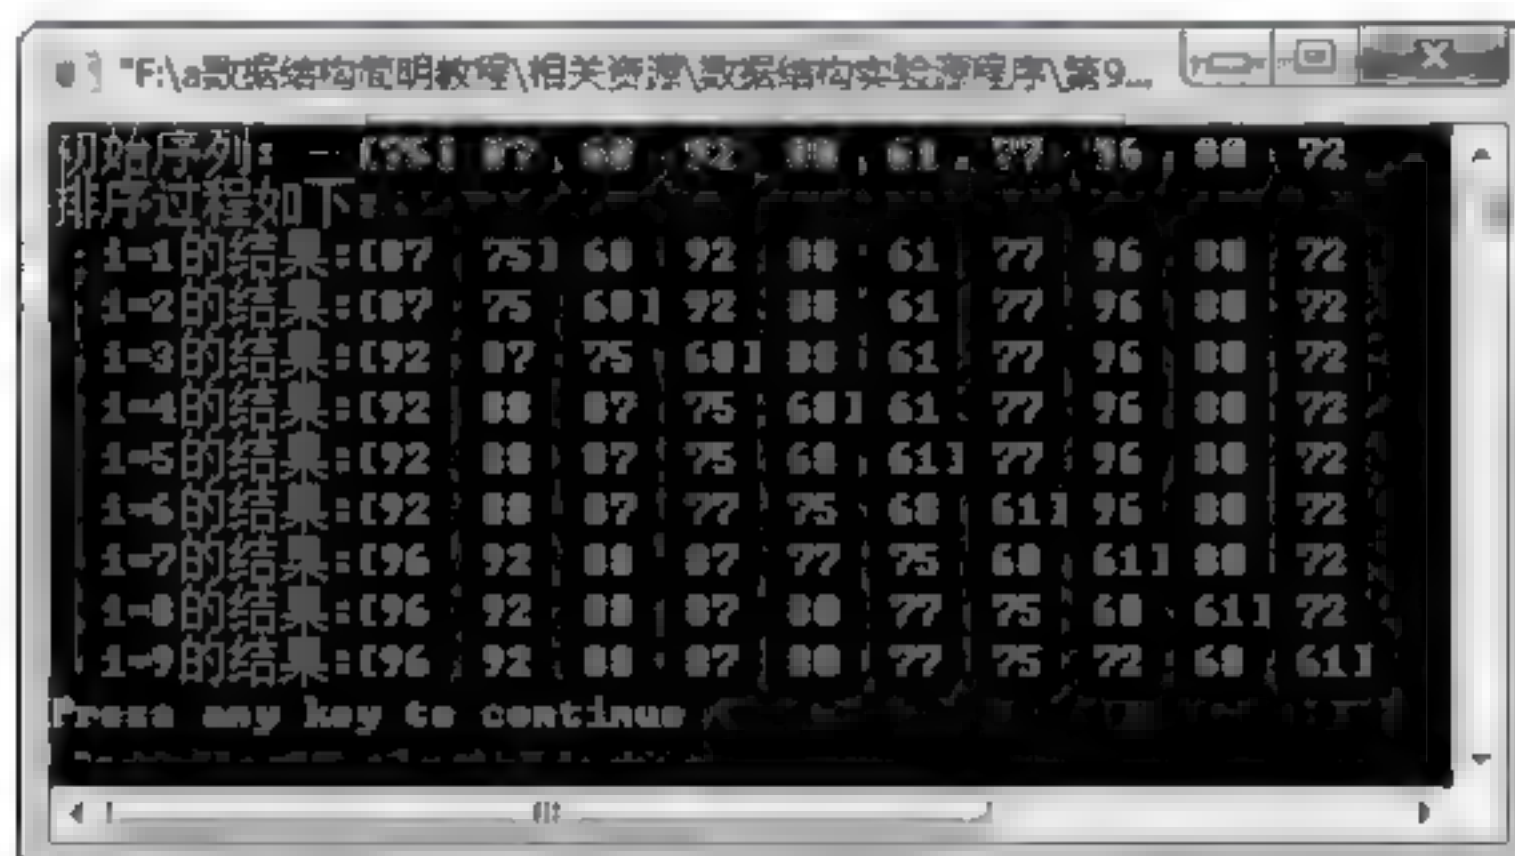 "F:\a数据结构简明教程\相关资源\数据结构实验源程序\第9...
初始序列: [75] 87 68 92 88 61 77 96 80 72
排序过程如下:
i=1的结果:[87 75] 68 92 88 61 77 96 80 72
i=2的结果:[87 75 68] 92 88 61 77 96 80 72
i=3的结果:[92 87 75 68] 88 61 77 96 80 72
i=4的结果:[92 88 87 75 68] 61 77 96 80 72
i=5的结果:[92 88 87 75 68 61] 77 96 80 72
i=6的结果:[92 88 87 77 75 68 61] 96 80 72
i=7的结果:[96 92 88 87 77 75 68 61] 80 72
i=8的结果:[96 92 88 87 80 77 75 68 61] 72
i=9的结果:[96 92 88 87 80 77 75 72 68 61]
Press any key to continue